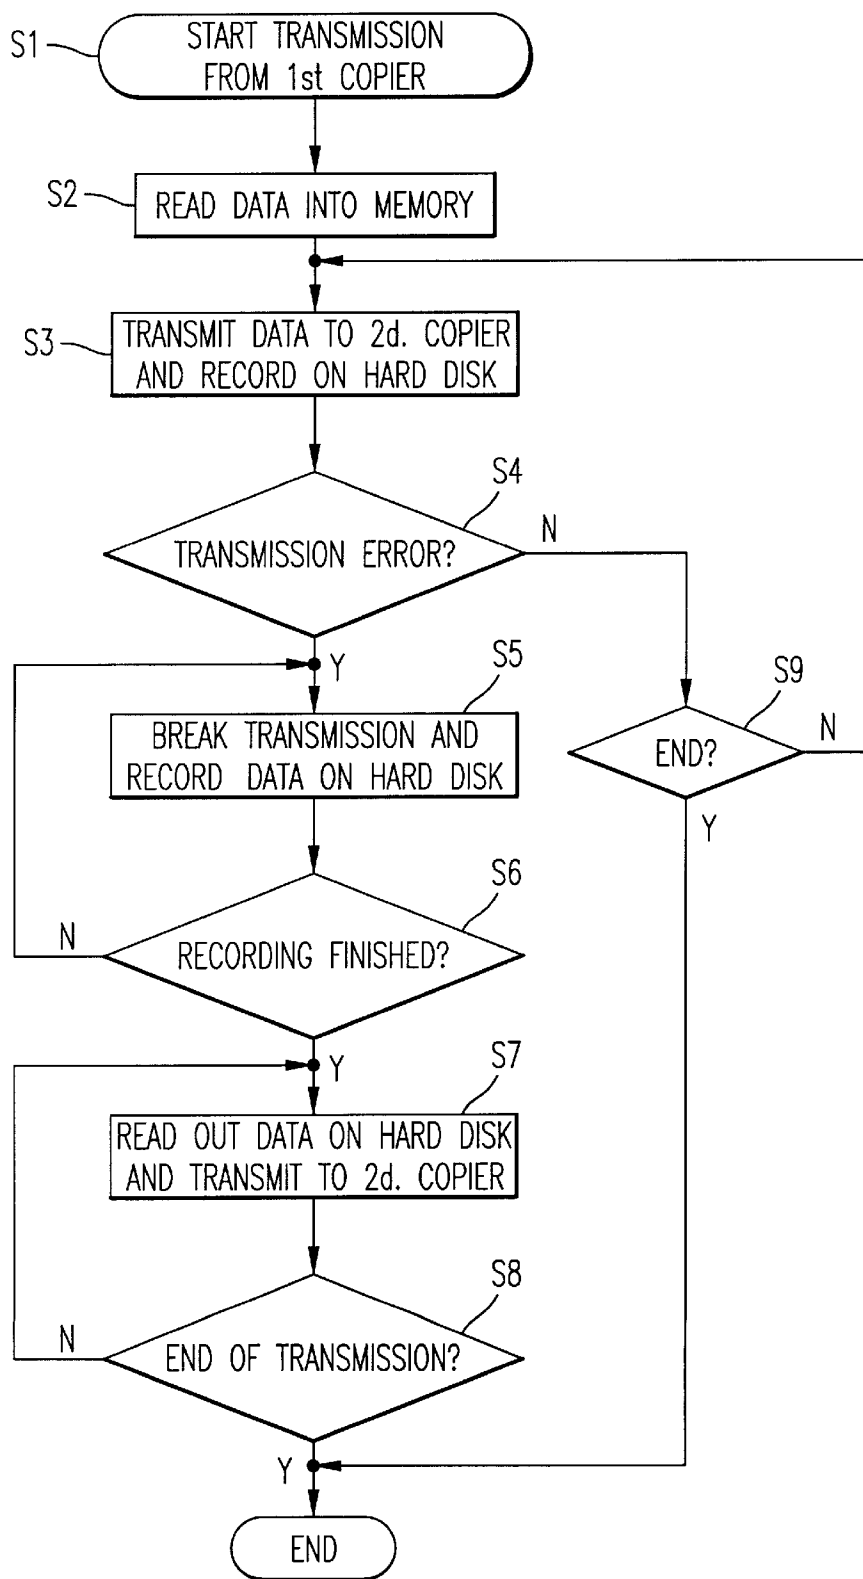 S1
START TRANSMISSION
FROM 1st COPIER
S2
READ DATA INTO MEMORY
S3
TRANSMIT DATA TO 2d. COPIER
AND RECORD ON HARD DISK
S4
TRANSMISSION ERROR?
N
Y
S5
BREAK TRANSMISSION AND
RECORD DATA ON HARD DISK
S9
END?
N
Y
S6
RECORDING FINISHED?
N
Y
S7
READ OUT DATA ON HARD DISK
AND TRANSMIT TO 2d. COPIER
S8
END OF TRANSMISSION?
N
Y
END